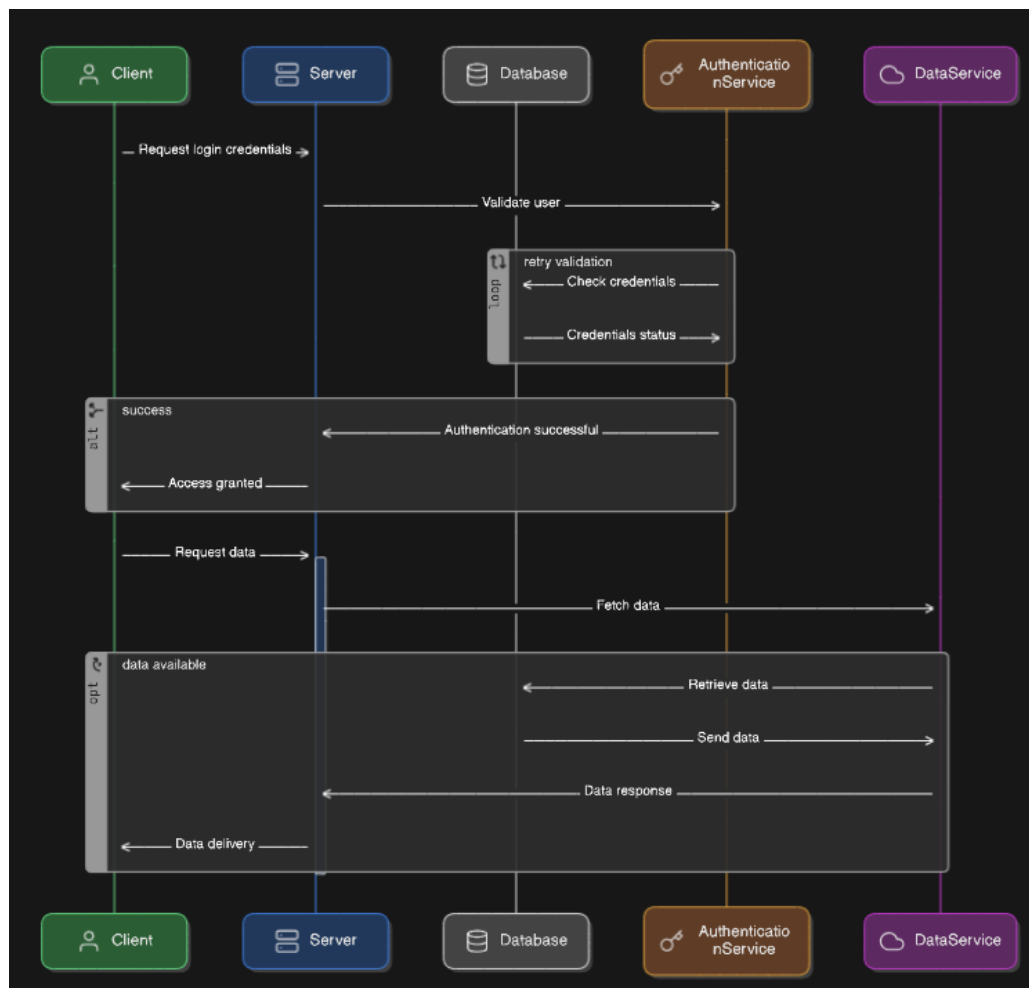 Client
Server
Database
Authenticatio
nService
DataService
Request login credentials
Validate user
loop
retry validation
Check credentials
Credentials status
alt
success
Authentication successful
Access granted
Request data
Fetch data
opt
data available
Retrieve data
Send data
Data response
Data delivery
Client
Server
Database
Authenticatio
nService
DataService